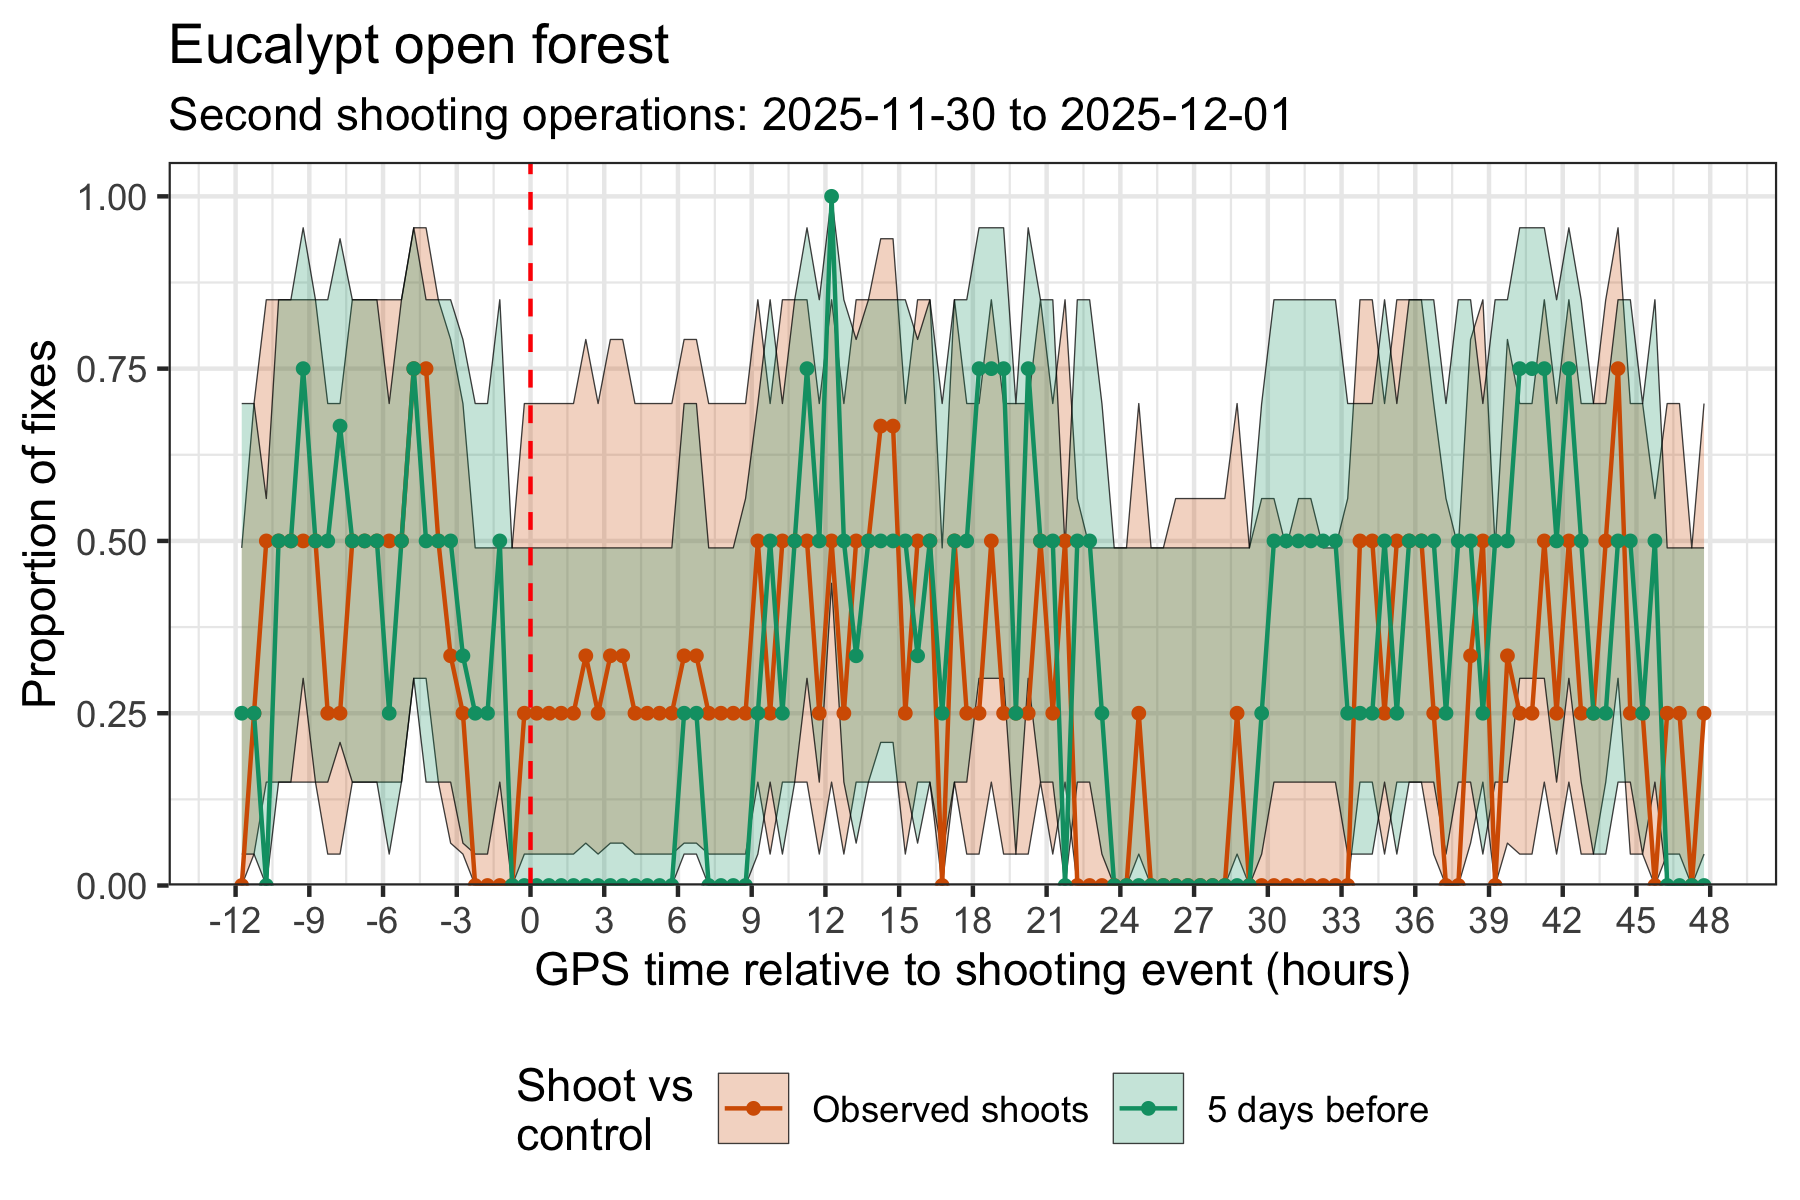 Eucalypt open forest
Second shooting operations: 2025-11-30 to 2025-12-01
Proportion of fixes
1.00
0.75
0.50
0.25
0.00
-12 -9 -6 -3 0 3 6 9 12 15 18 21 24 27 30 33 36 39 42 45 48
GPS time relative to shooting event (hours)
Shoot vs
control
Observed shoots
5 days before